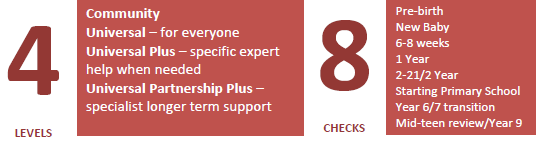 4
LEVELS
Community
Universal – for everyone
Universal Plus – specific expert
help when needed
Universal Partnership Plus –
specialist longer term support
8
CHECKS
Pre-birth
New Baby
6-8 weeks
1 Year
2-21/2 Year
Starting Primary School
Year 6/7 transition
Mid-teen review/Year 9